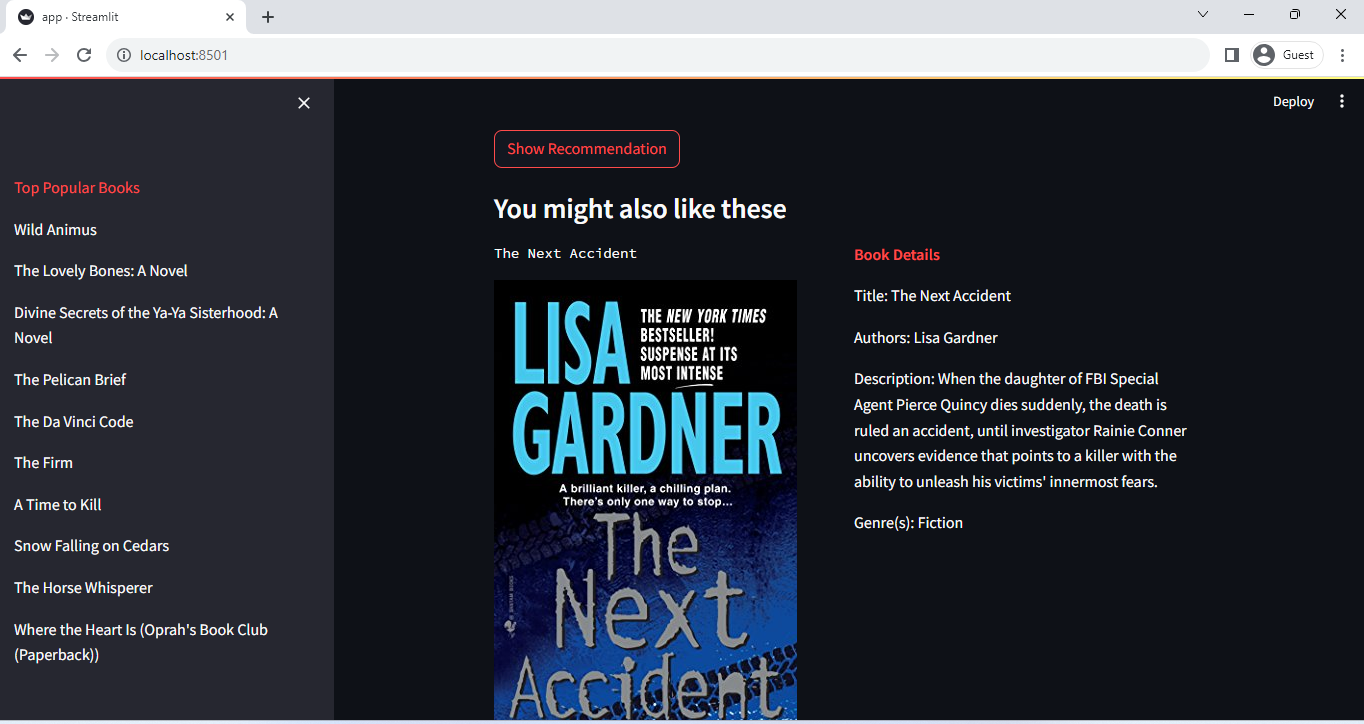 app · Streamlit
localhost:8501
Guest
Deploy
Top Popular Books
Wild Animus
The Lovely Bones: A Novel
Divine Secrets of the Ya-Ya Sisterhood: A
Novel
The Pelican Brief
The Da Vinci Code
The Firm
A Time to Kill
Snow Falling on Cedars
The Horse Whisperer
Where the Heart Is (Oprah's Book Club
(Paperback))
Show Recommendation
You might also like these
The Next Accident
LISA
GARDNER
THE NEW YORK TIMES
BESTSELLER!
SUSPENSE AT ITS
MOST INTENSE
A brilliant killer, a chilling plan.
There's only one way to stop...
The
Next
Accident
Book Details
Title: The Next Accident
Authors: Lisa Gardner
Description: When the daughter of FBI Special
Agent Pierce Quincy dies suddenly, the death is
ruled an accident, until investigator Rainie Conner
uncovers evidence that points to a killer with the
ability to unleash his victims' innermost fears.
Genre(s): Fiction